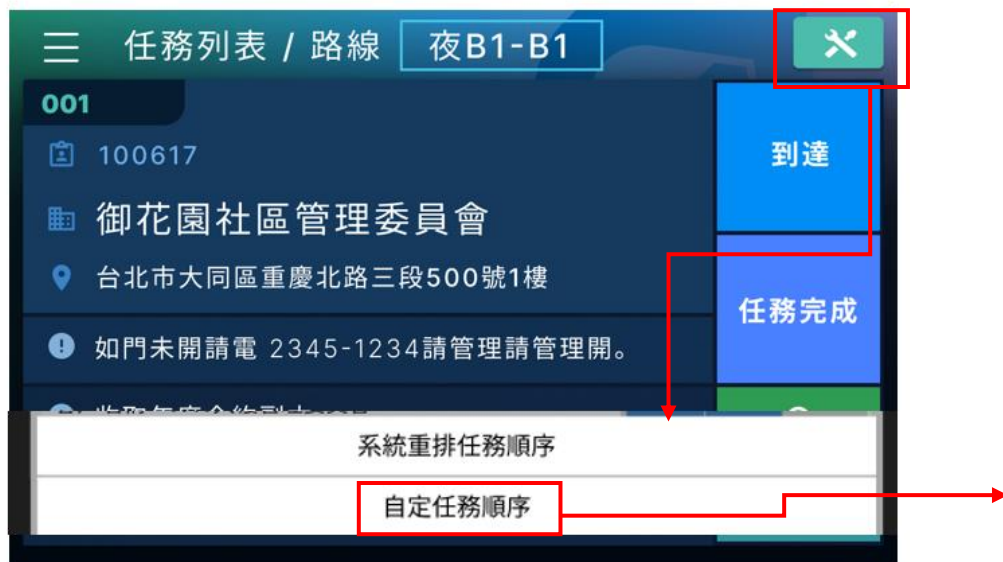 任務列表 / 路線 夜B1-B1
001
100617
到達
御花園社區管理委員會
台北市大同區重慶北路三段500號1樓
任務完成
如門未開請電 2345-1234請管理請管理開。
系統重排任務順序
自定任務順序